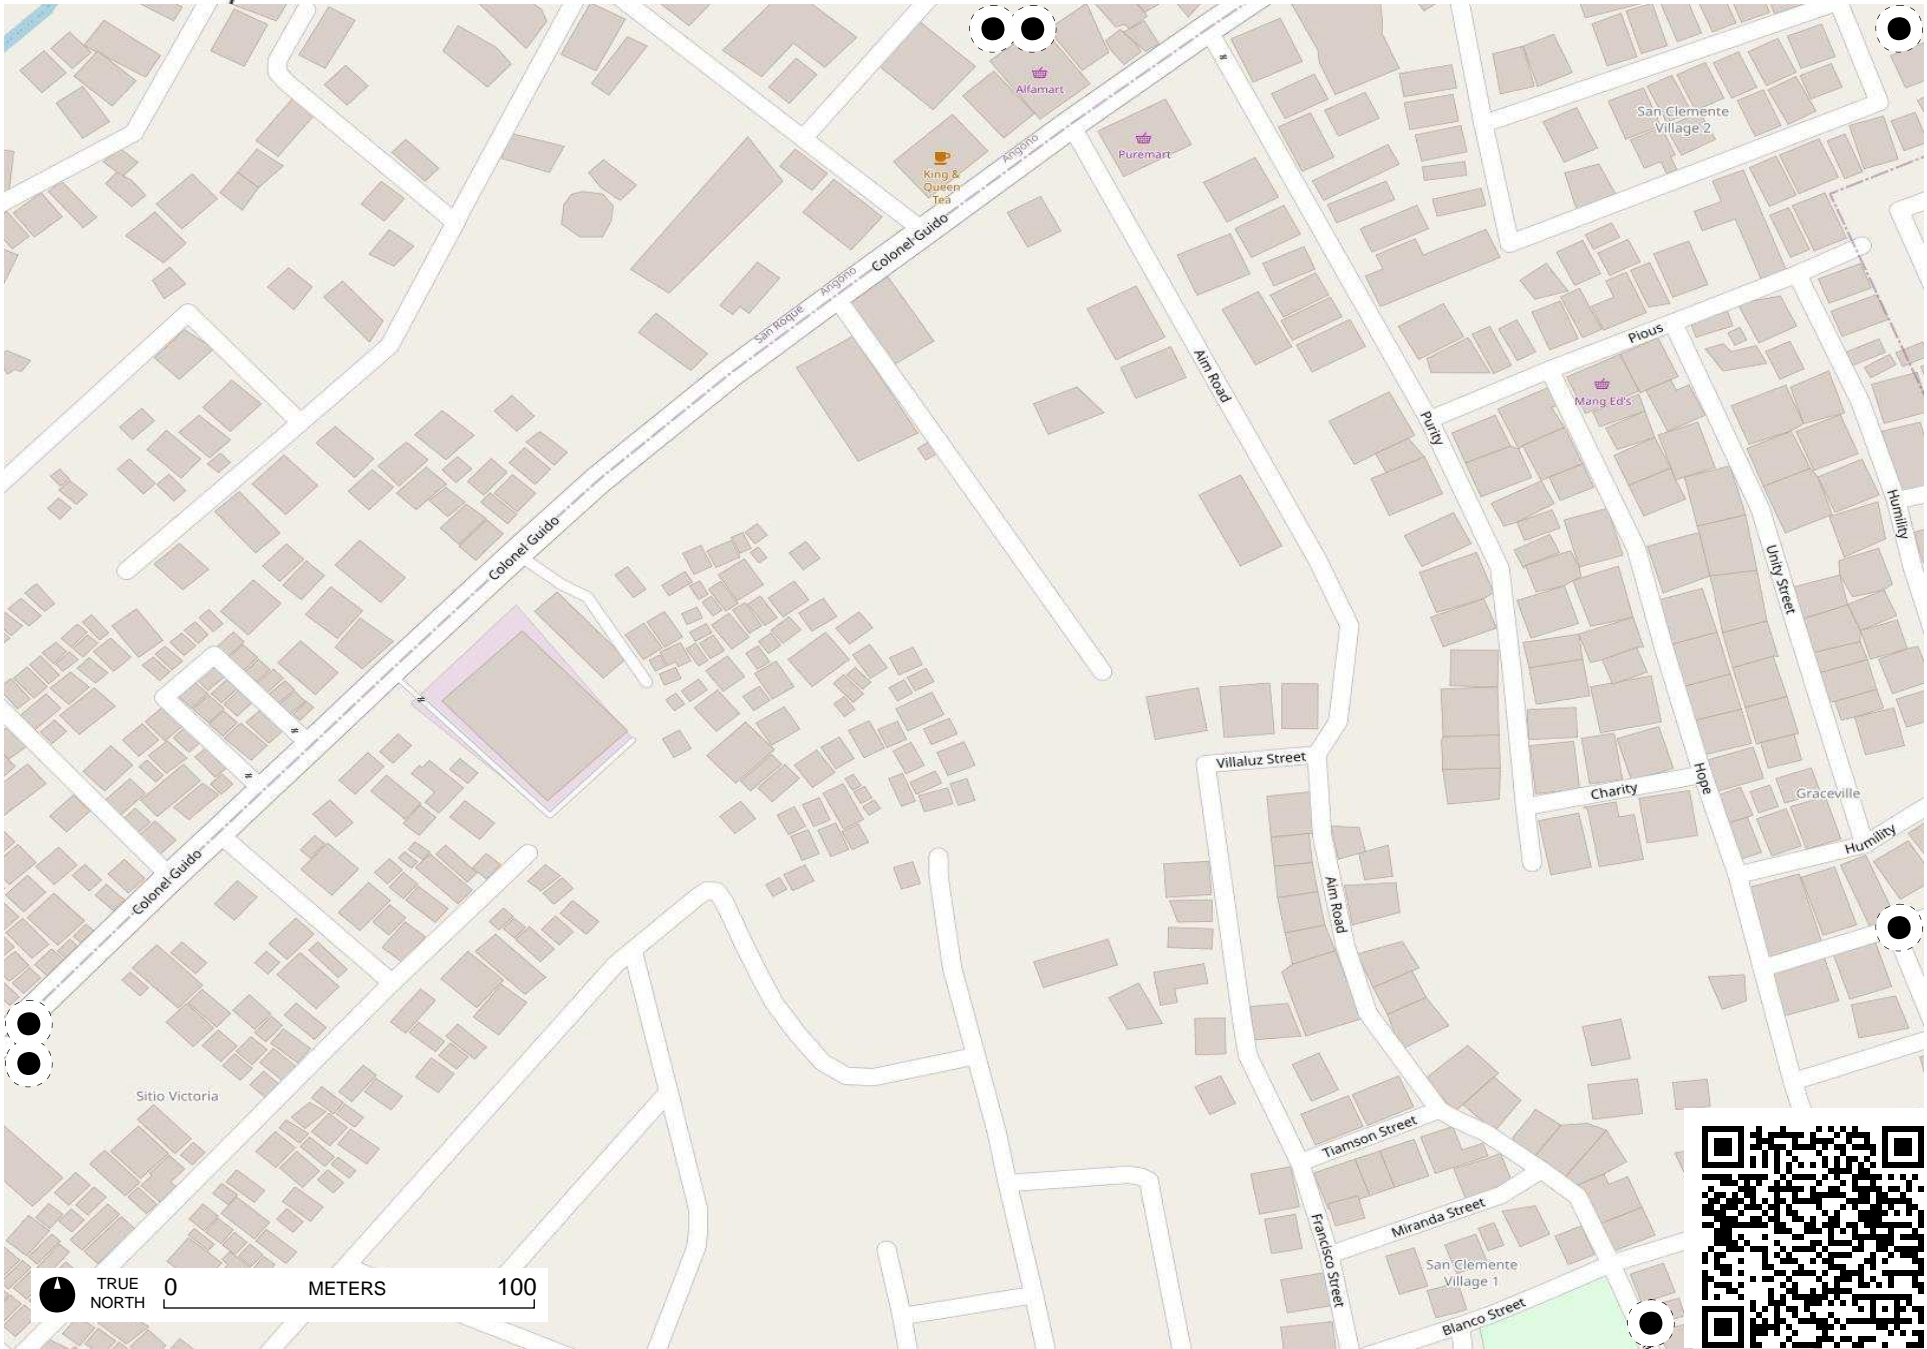 Alfamart
San Clemente
Village 2
Puremart
King &
Queen
Tea
Angono
Colonel Guido
Angono
San Roque
Pious
Aim Road
Mang Ed's
Purity
Humility
Colonel Guido
Unity Street
Villaluz Street
Hope
Charity
Graceville
Humility
Colonel Guido
Aim Road
Sitio Victoria
Tiamson Street
Miranda Street
Francisco Street
San Clemente
Village 1
Blanco Street
TRUE
NORTH
0 METERS 100